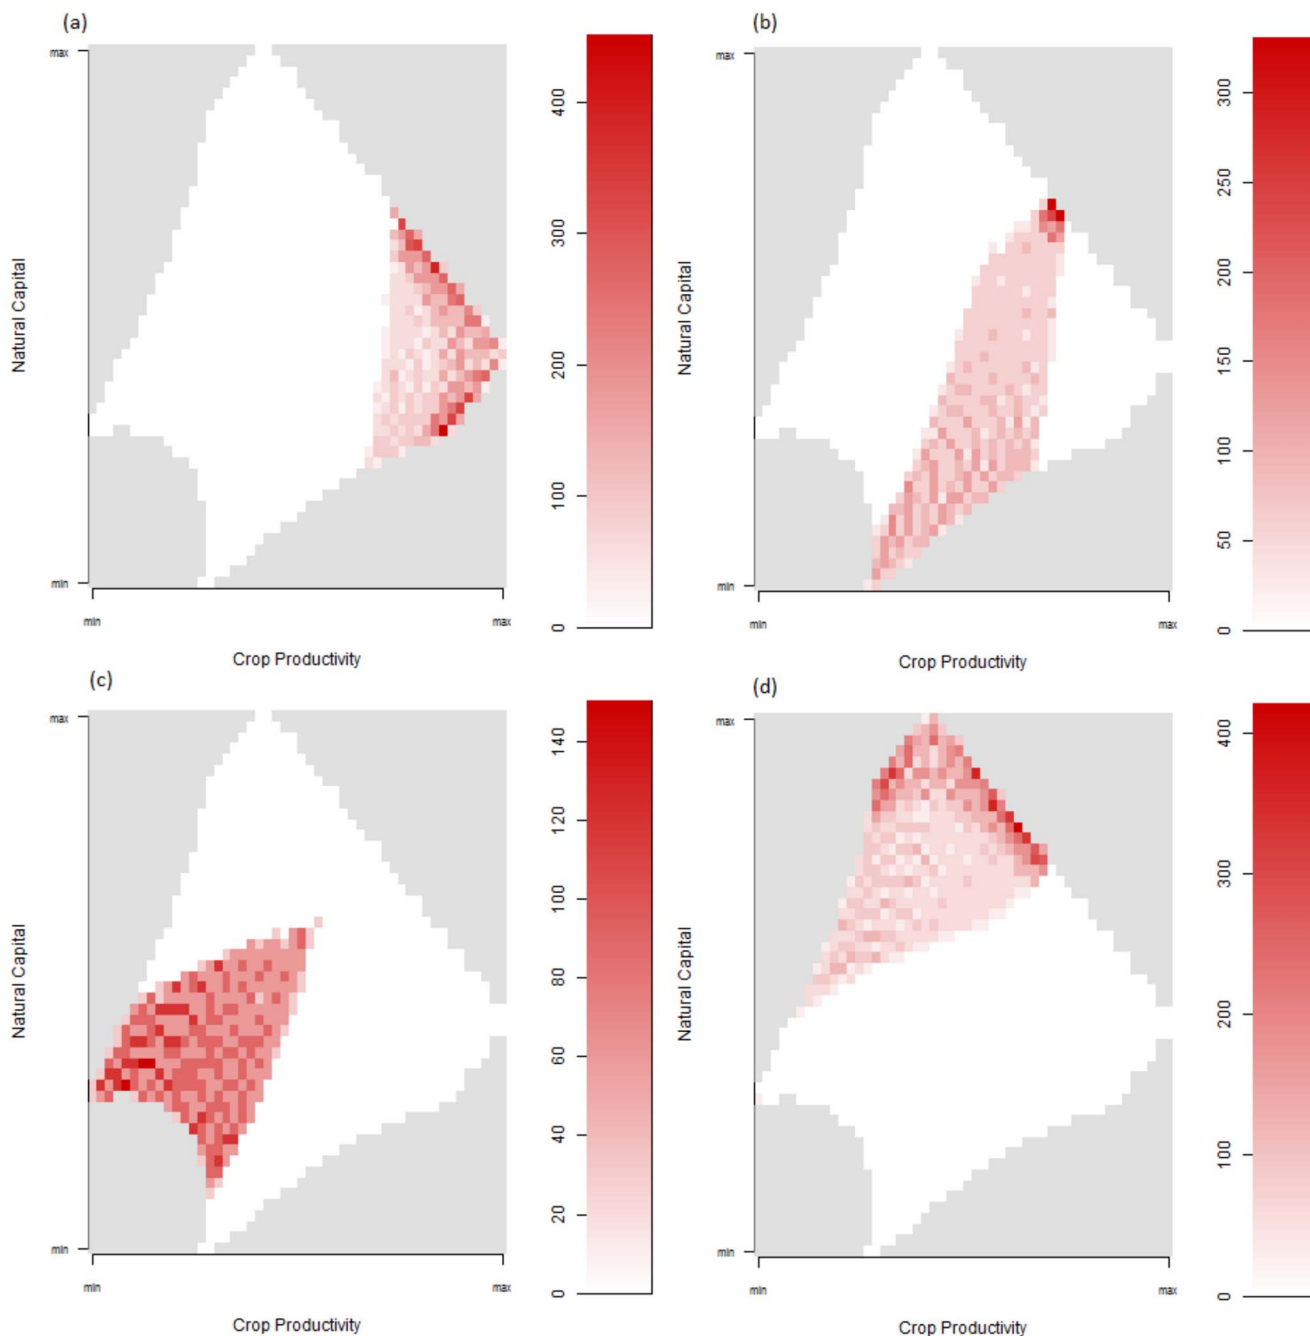 (a)
max
Natural Capital
min
min
max
Crop Productivity
0
100
200
300
400
(b)
max
Natural Capital
min
min
max
Crop Productivity
0
50
100
150
200
250
300
(c)
max
Natural Capital
min
min
max
Crop Productivity
0
20
40
60
80
100
120
140
(d)
max
Natural Capital
min
min
max
Crop Productivity
0
100
200
300
400